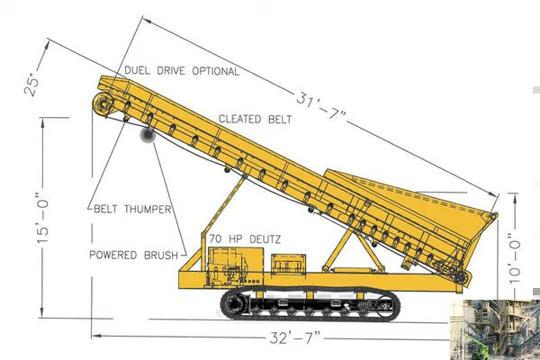 DUEL DRIVE OPTIONAL
25°
31'-7"
CLEATED BELT
BELT THUMPER
15'-0"
70 HP DEUTZ
POWERED BRUSH
10'-0"
32'-7"